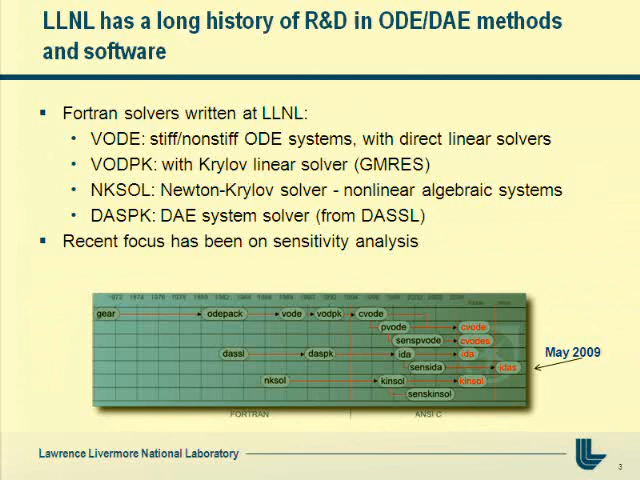 LLNL has a long history of R&D in ODE/DAE methods
and software
Fortran solvers written at LLNL:
VODE: stiff/nonstiff ODE systems, with direct linear solvers
VODPK: with Krylov linear solver (GMRES)
NKSOL: Newton-Krylov solver - nonlinear algebraic systems
DASPK: DAE system solver (from DASSL)
Recent focus has been on sensitivity analysis
1972 1974 1976 1978
gear odepack vode vodpk cvode
pvode cvode
senspvode cvodes
dassl daspk ida ida
sensida idas
nksol kinsol kinsol
senskinsol
FORTRAN ANSI C
May 2009
Lawrence Livermore National Laboratory
3